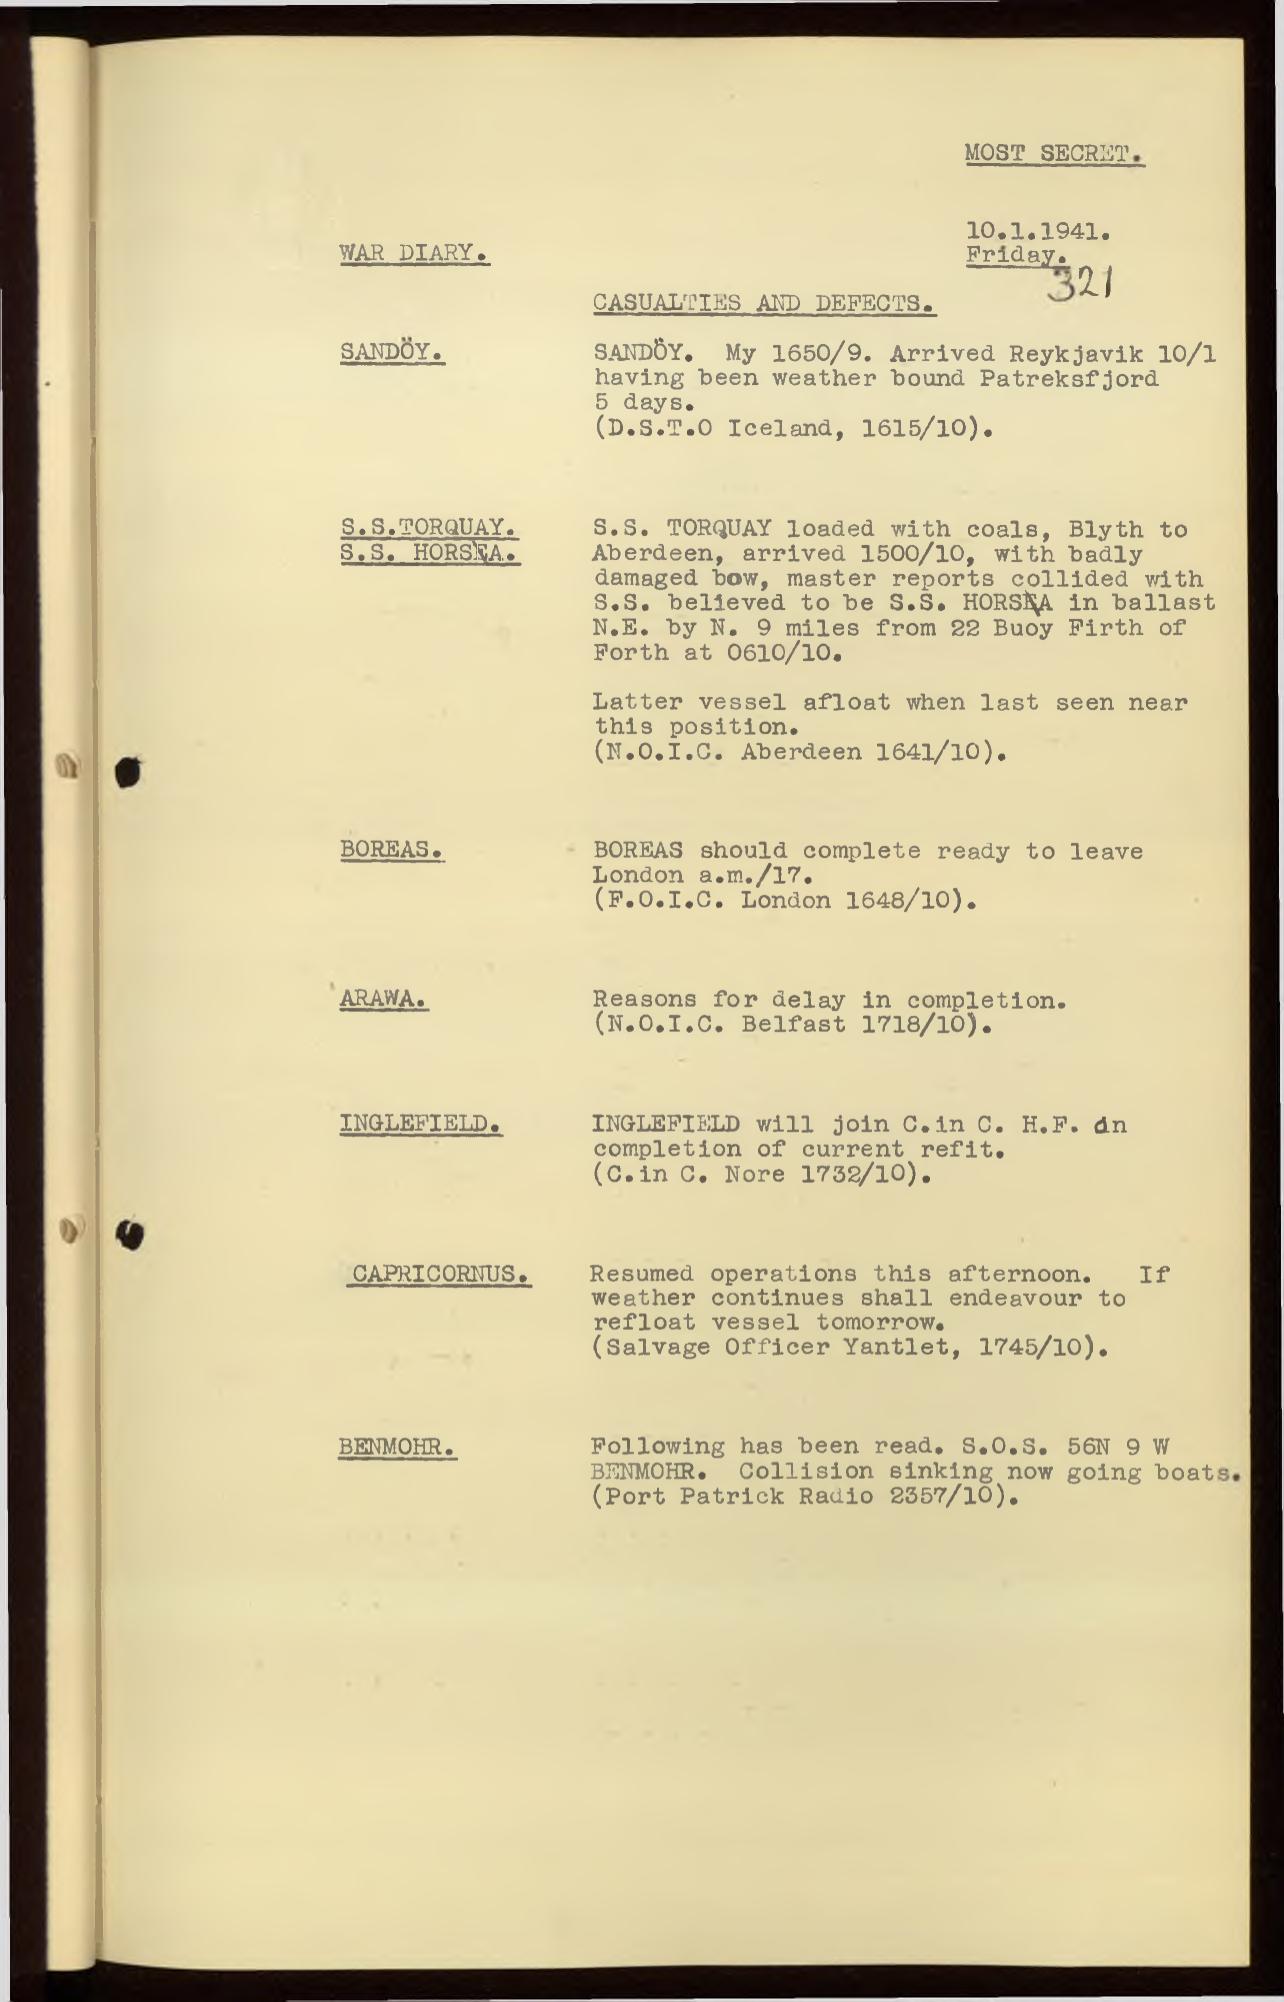 MOST SECRET.
10.1.1941.
WAR DIARY.
Friday.
321
CASUALTIES AND DEFECTS.
SANDÖY.
SANDÖY. My 1650/9. Arrived Reykjavik 10/1
having been weather bound Patreksfjord
5 days.
(D.S.T.O Iceland, 1615/10).
S.S.TORQUAY.
S.S. HORSEA.
S.S. TORQUAY loaded with coals, Blyth to
Aberdeen, arrived 1500/10, with badly
damaged bow, master reports collided with
S.S. believed to be S.S. HORSEA in ballast
N.E. by N. 9 miles from 22 Buoy Firth of
Forth at 0610/10.
Latter vessel afloat when last seen near
this position.
(N.O.I.C. Aberdeen 1641/10).
BOREAS.
BOREAS should complete ready to leave
London a.m./17.
(F.O.I.C. London 1648/10).
ARAWA.
Reasons for delay in completion.
(N.O.I.C. Belfast 1718/10).
INGLEFIELD.
INGLEFIELD will join C.in C. H.F. on
completion of current refit.
(C.in C. Nore 1732/10).
CAPRICORNUS.
Resumed operations this afternoon. If
weather continues shall endeavour to
refloat vessel tomorrow.
(Salvage Officer Yantlet, 1745/10).
BENMOHR.
Following has been read. S.O.S. 56N 9 W
BENMOHR. Collision sinking now going boats.
(Port Patrick Radio 2357/10).